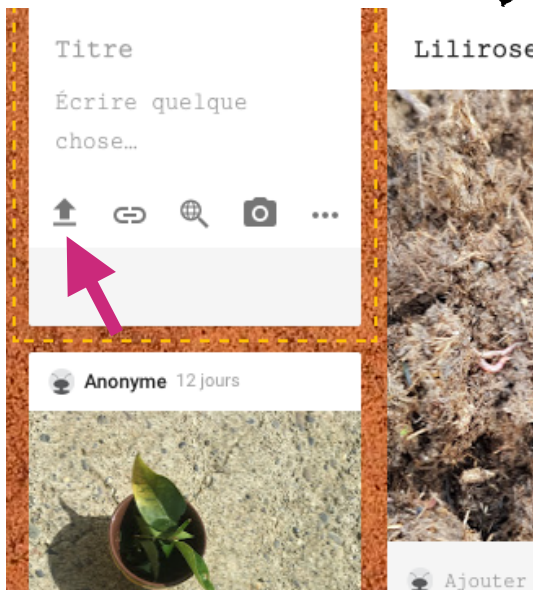 Titre
Écrire quelque
chose…
Anonyme 12 jours
Lilirose
Ajouter